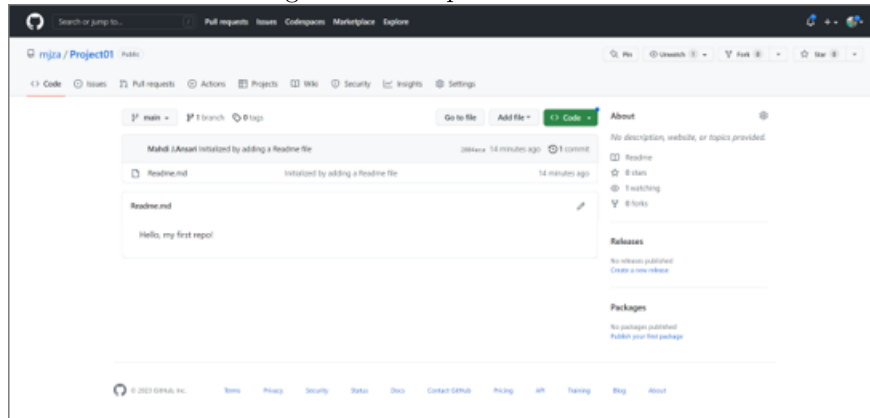 Search or jump to... / Pull requests Issues Codespaces Marketplace Explore
mjza / Project01 Public Pin Unwatch 1 Fork 0 Star 0
Code Issues Pull requests Actions Projects Wiki Security Insights Settings
main 1 branch 0 tags Go to file Add file Code
Mahdi J.Ansari Initialized by adding a Readme file 14 minutes ago 1 commit
Readme.md Initialized by adding a Readme file 14 minutes ago
Readme.md
Hello, my first repo!
About
No description, website, or topics provided.
Readme
0 stars
1 watching
0 forks
Releases
No releases published
Create a new release
Packages
No packages published
Publish your first package
© 2023 GitHub, Inc. Terms Privacy Security Status Docs Contact GitHub Pricing API Training Blog About